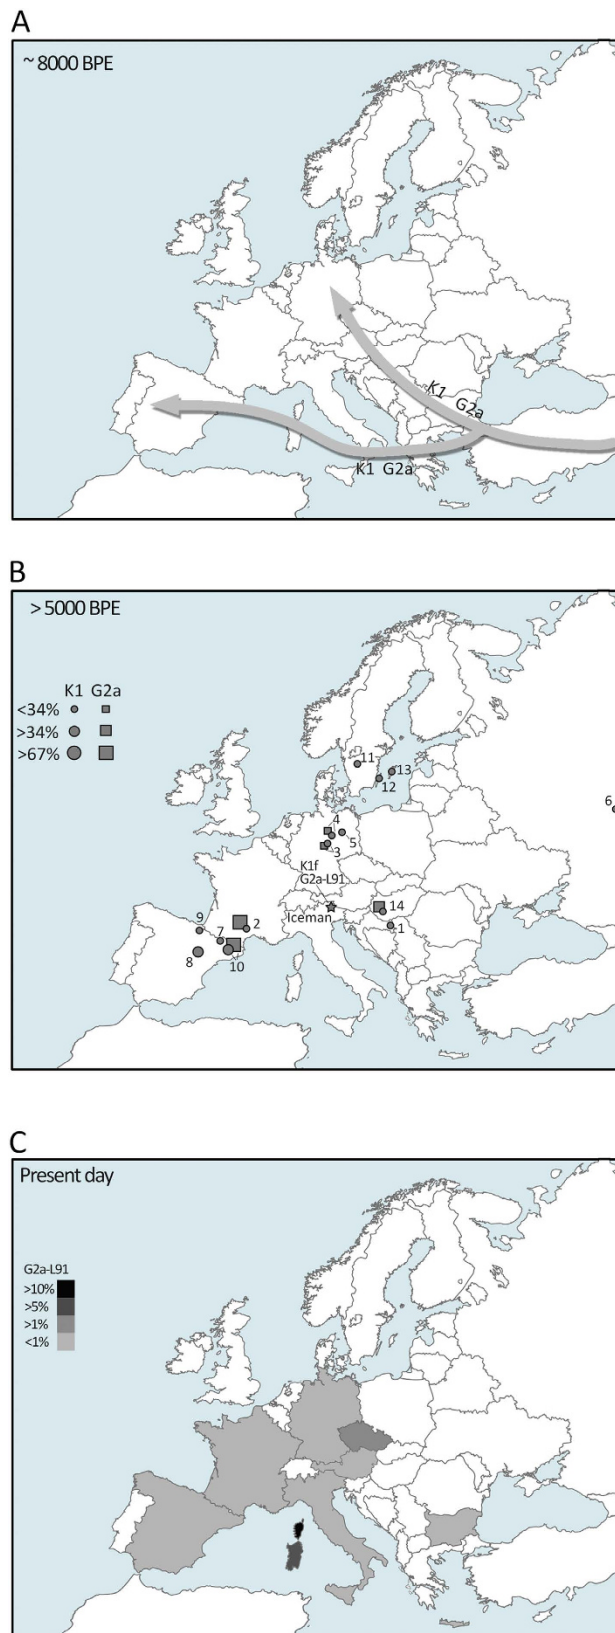 A
~ 8000 BPE
K1 G2a
K1 G2a
B
> 5000 BPE
K1 G2a
<34%
>34%
>67%
11
13
12
6
4
5
3
K1f
G2a-L91
14
Iceman
1
9
7
2
8
10
C
Present day
G2a-L91
>10%
>5%
>1%
<1%